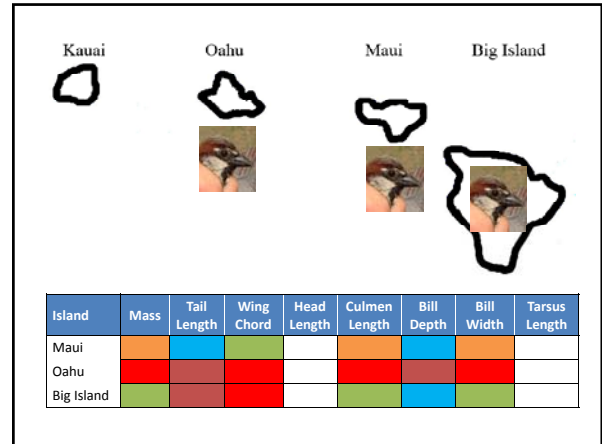 Kauai Oahu Maui Big Island
Island Mass Tail Length Wing Chord Head Length Culmen Length Bill Depth Bill Width Tarsus Length
Maui
Oahu
Big Island